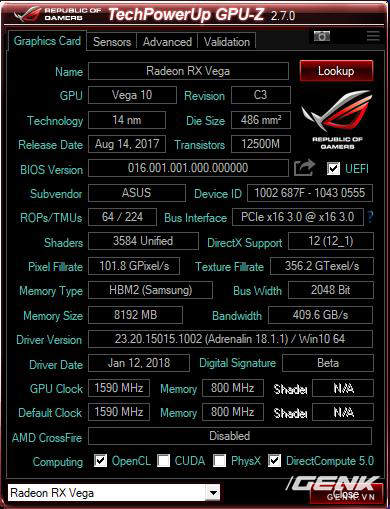 REPUBLIC OF GAMERS TechPowerUp GPU-Z 2.7.0
Graphics Card Sensors Advanced Validation
Name Radeon RX Vega Lookup
GPU Vega 10 Revision C3
Technology 14 nm Die Size 486 mm²
REPUBLIC OF GAMERS
Release Date Aug 14, 2017 Transistors 12500M
BIOS Version 016.001.001.000.000000 UEFI
Subvendor ASUS Device ID 1002 687F - 1043 0555
ROPs/TMUs 64 / 224 Bus Interface PCIe x16 3.0 @ x16 3.0 ?
Shaders 3584 Unified DirectX Support 12 (12_1)
Pixel Fillrate 101.8 GPixel/s Texture Fillrate 356.2 GTexel/s
Memory Type HBM2 (Samsung) Bus Width 2048 Bit
Memory Size 8192 MB Bandwidth 409.6 GB/s
Driver Version 23.20.15015.1002 (Adrenalin 18.1.1) / Win10 64
Driver Date Jan 12, 2018 Digital Signature Beta
GPU Clock 1590 MHz Memory 800 MHz Shader N/A
Default Clock 1590 MHz Memory 800 MHz Shader N/A
AMD CrossFire Disabled
Computing OpenCL CUDA PhysX DirectCompute 5.0
Radeon RX Vega Close
GENK
GENK.VN